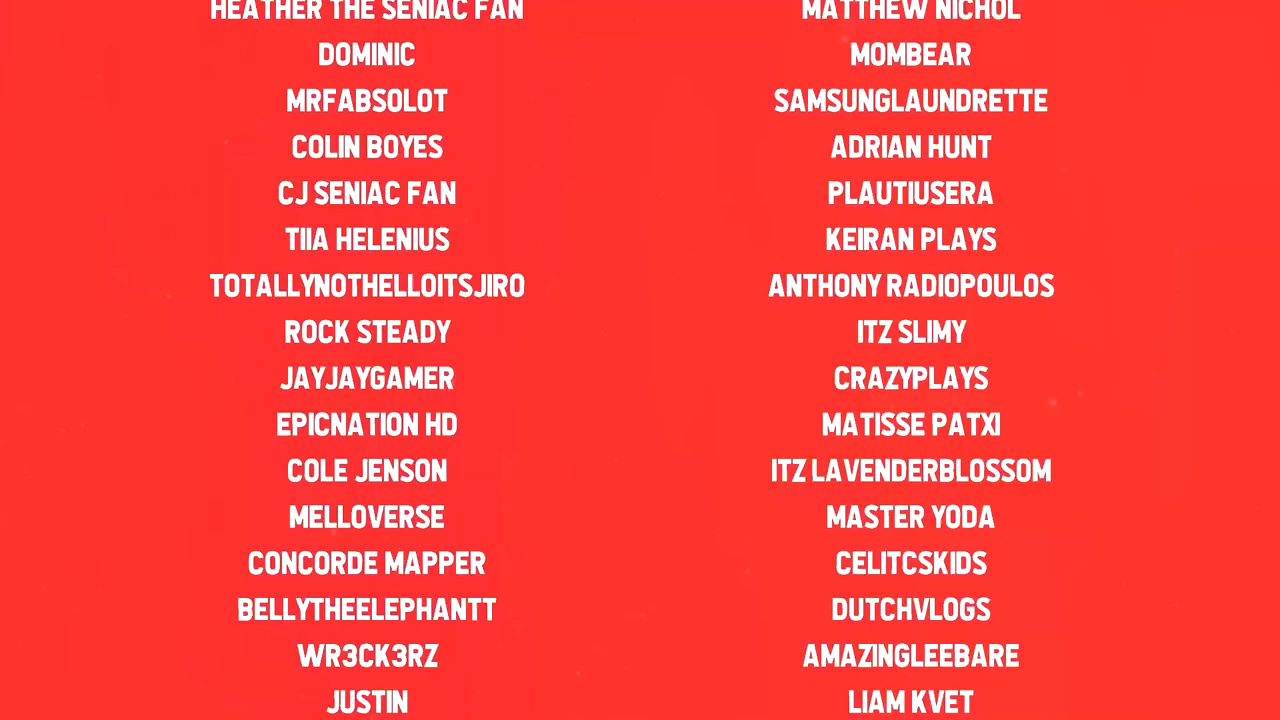 HEATHER THE SENIAC FAN
DOMINIC
MRFABSOLOT
COLIN BOYES
CJ SENIAC FAN
TIIA HELENIUS
TOTALLYNOTHELLOITSJIRO
ROCK STEADY
JAYJAYGAMER
EPICNATION HD
COLE JENSON
MELLOVERSE
CONCORDE MAPPER
BELLYTHEELEPHANTT
WR3CK3RZ
JUSTIN
MATTHEW NICHOL
MOMBEAR
SAMSUNGLAUNDRETTE
ADRIAN HUNT
PLAUTIUSERA
KEIRAN PLAYS
ANTHONY RADIOPOULOS
ITZ SLIMY
CRAZYPLAYS
MATISSE PATXI
ITZ LAVENDERBLOSSOM
MASTER YODA
CELITCSKIDS
DUTCHVLOGS
AMAZINGLEEBARE
LIAM KVET